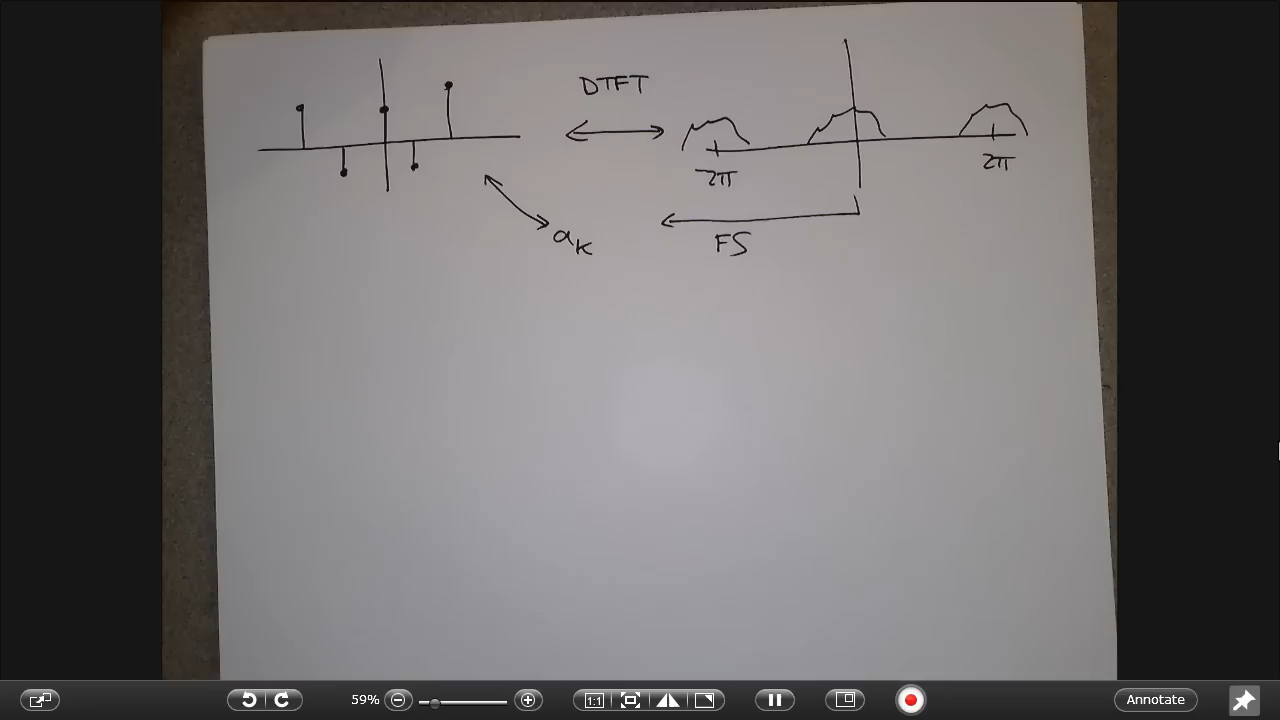 DTFT
2π
2π
FS
a_k
59%
1:1
Annotate